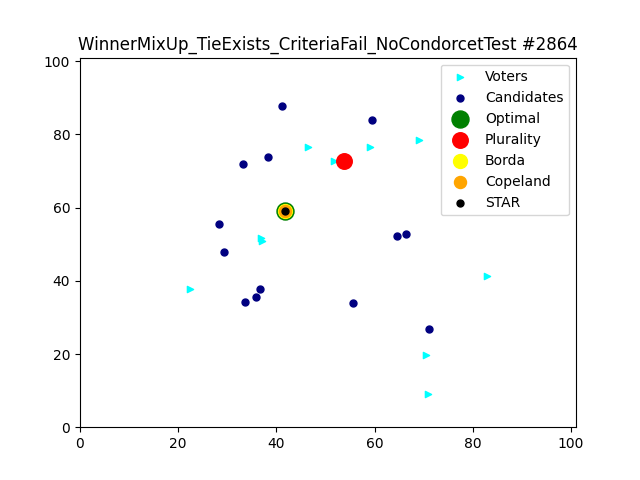 WinnerMixUp_TieExists_CriteriaFail_NoCondorcetTest #2864
100
80
60
40
20
0
0
20
40
60
80
100
Voters
Candidates
Optimal
Plurality
Borda
Copeland
STAR